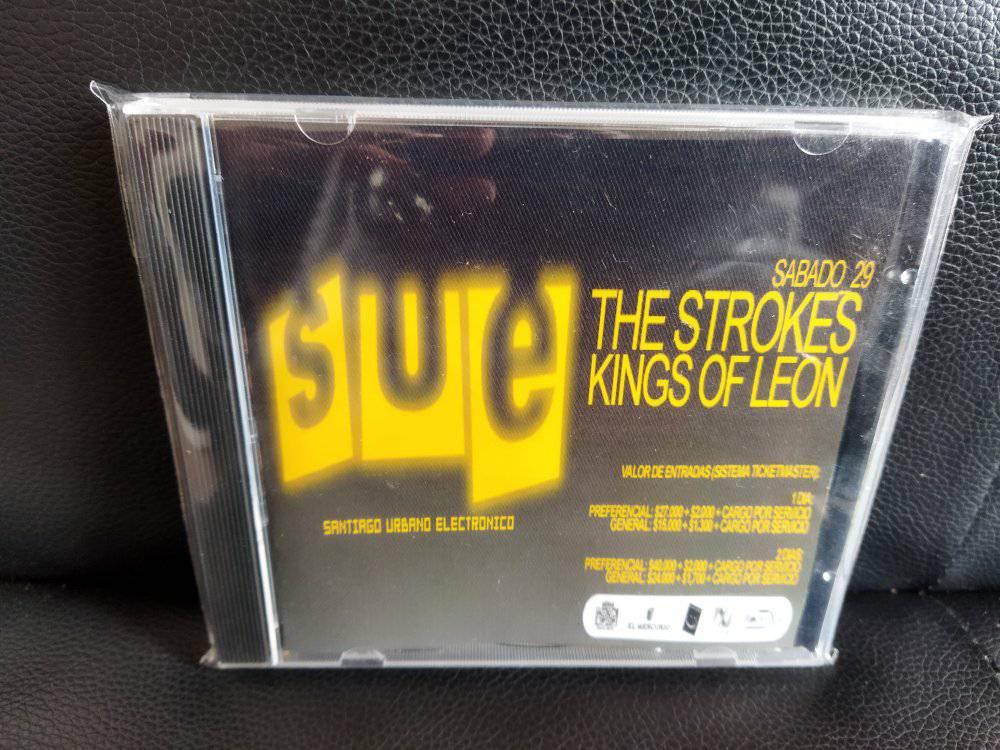 sue
SANTIAGO URBANO ELECTRONICO
SABADO 29
THE STROKES
KINGS OF LEON
VALOR DE ENTRADAS (SISTEMA TICKETMASTER):
1 DIA:
PREFERENCIAL: $27.000 + $2.000 + CARGO POR SERVICIO
GENERAL: $15.000 + $1.300 + CARGO POR SERVICIO
2 DIAS:
PREFERENCIAL: $40.000 + $2.000 + CARGO POR SERVICIO
GENERAL: $24.000 + $1,700 + CARGO POR SERVICIO
EL MERCURIO